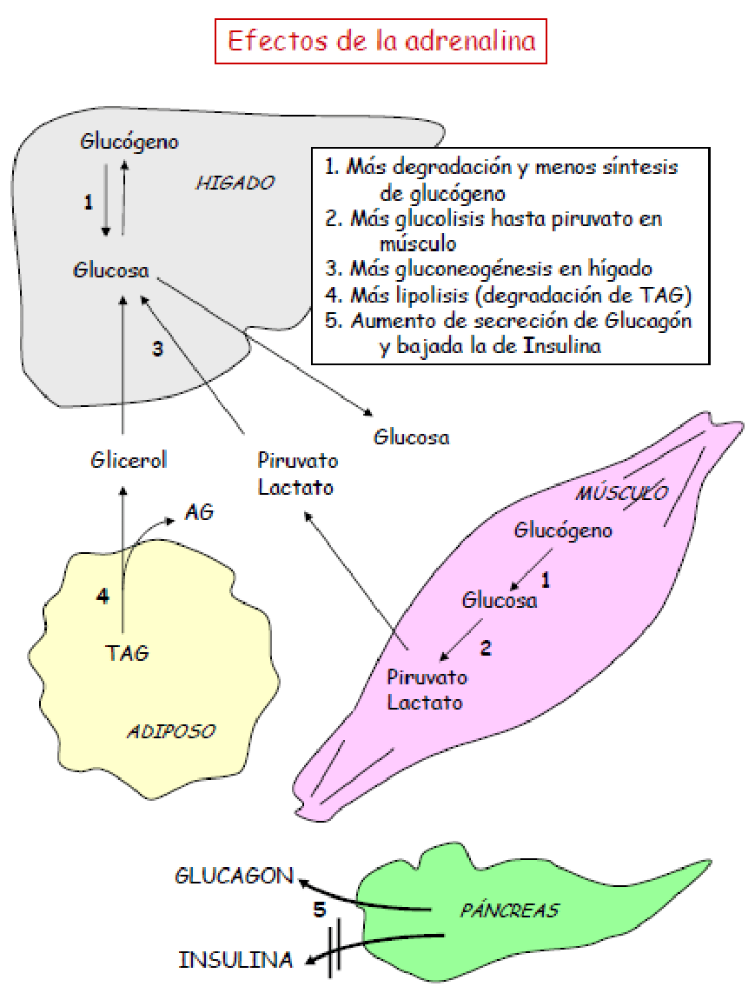 Efectos de la adrenalina
Glucógeno
HIGADO
1
Glucosa
3
1. Más degradación y menos síntesis
de glucógeno
2. Más glucolisis hasta piruvato en
músculo
3. Más gluconeogénesis en hígado
4. Más lipolisis (degradación de TAG)
5. Aumento de secreción de Glucagón
y bajada la de Insulina
Glucosa
Glicerol
Piruvato
Lactato
AG
4
TAG
ADIPOSO
MÚSCULO
Glucógeno
1
Glucosa
2
Piruvato
Lactato
GLUCAGON
5
INSULINA
PÁNCREAS